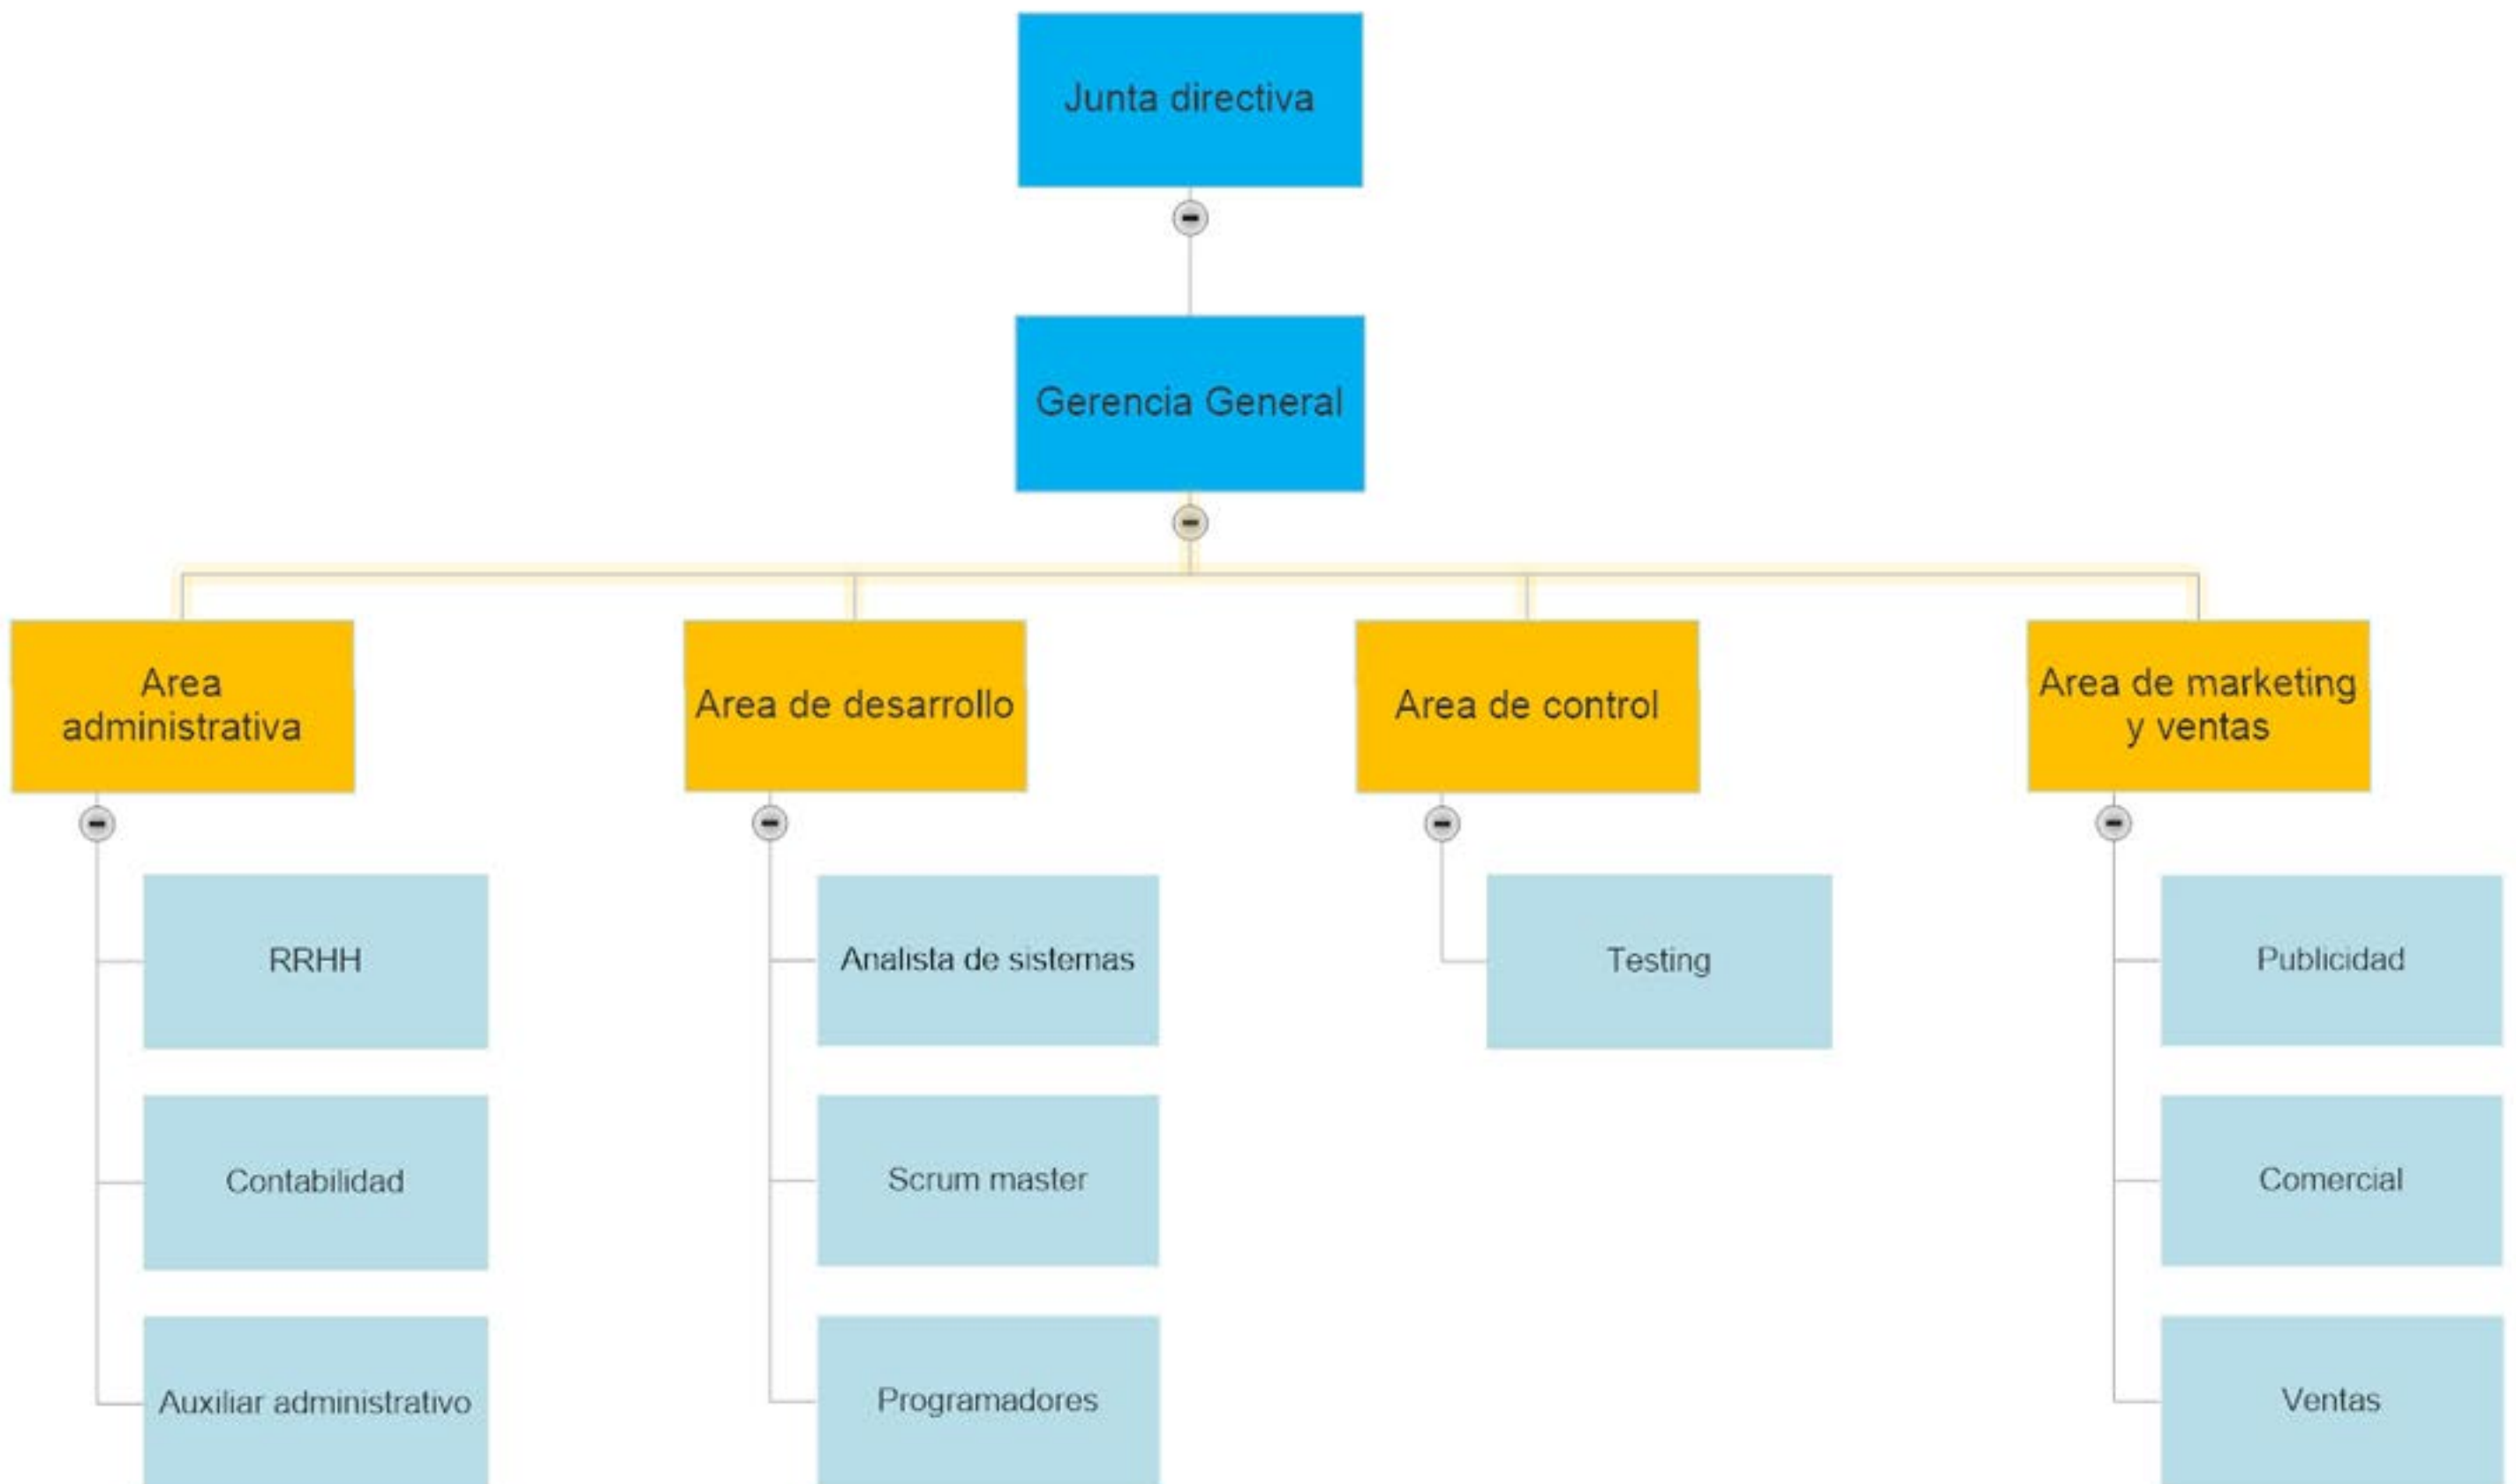 Junta directiva
Gerencia General
Area
administrativa
Area de desarrollo
Area de control
Area de marketing
y ventas
RRHH
Analista de sistemas
Testing
Publicidad
Contabilidad
Scrum master
Comercial
Auxiliar administrativo
Programadores
Ventas